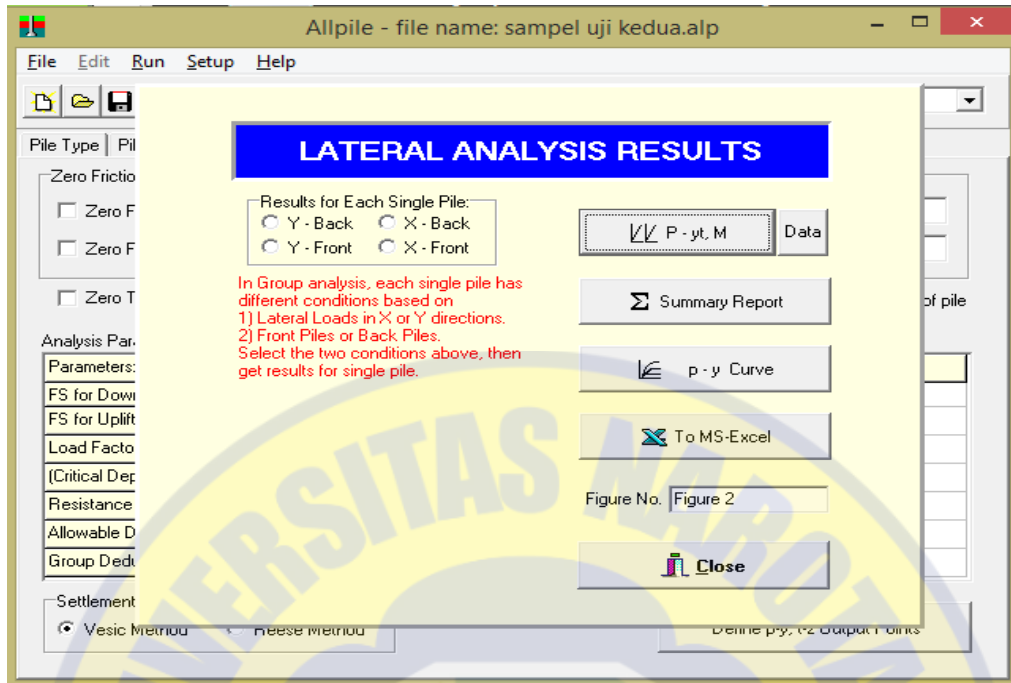 Allpile - file name: sampel uji kedua.alp
File Edit Run Setup Help
Pile Type Pil
Zero Frictio
Zero F
Zero F
Zero T
of pile
Analysis Par
Parameters:
FS for Down
FS for Uplift
Load Facto
(Critical Dep
Resistance
Allowable D
Group Dedu
Settlement
Vesic Method Reese Method
Define p-y, t-z Output Points
LATERAL ANALYSIS RESULTS
Results for Each Single Pile:
Y - Back X - Back
Y - Front X - Front
In Group analysis, each single pile has
different conditions based on
1) Lateral Loads in X or Y directions.
2) Front Piles or Back Piles.
Select the two conditions above, then
get results for single pile.
P - yt, M Data
Σ Summary Report
p - y Curve
To MS-Excel
Figure No. Figure 2
Close
ERSITAS NAROT